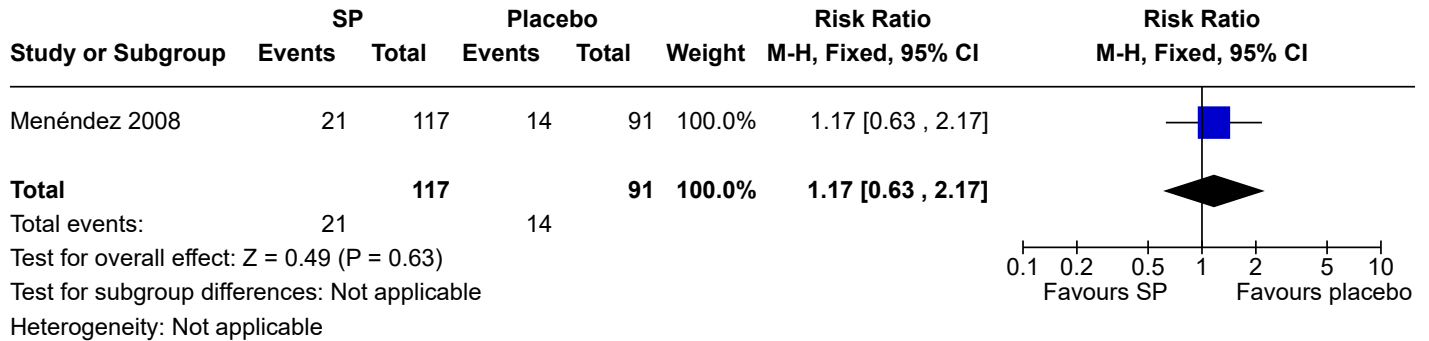 SP Placebo Risk Ratio Risk Ratio
Study or Subgroup Events Total Events Total Weight M-H, Fixed, 95% CI M-H, Fixed, 95% CI
Menéndez 2008 21 117 14 91 100.0% 1.17 [0.63 , 2.17]
Total 117 91 100.0% 1.17 [0.63 , 2.17]
Total events: 21 14
Test for overall effect: Z = 0.49 (P = 0.63)
0.1 0.2 0.5 1 2 5 10
Test for subgroup differences: Not applicable Favours SP Favours placebo
Heterogeneity: Not applicable